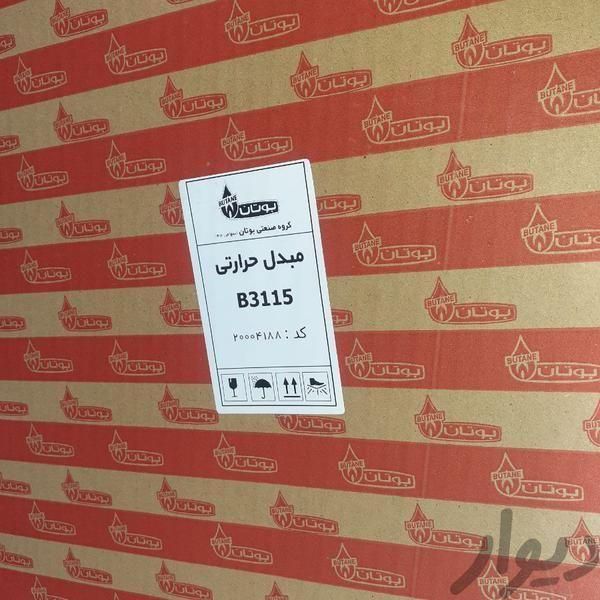 BUTANE
بوتان
گروه صنعتی بوتان
مبدل حرارتی
B3115
کد : ۲۰۰۰۴۱۸۸
دیوار